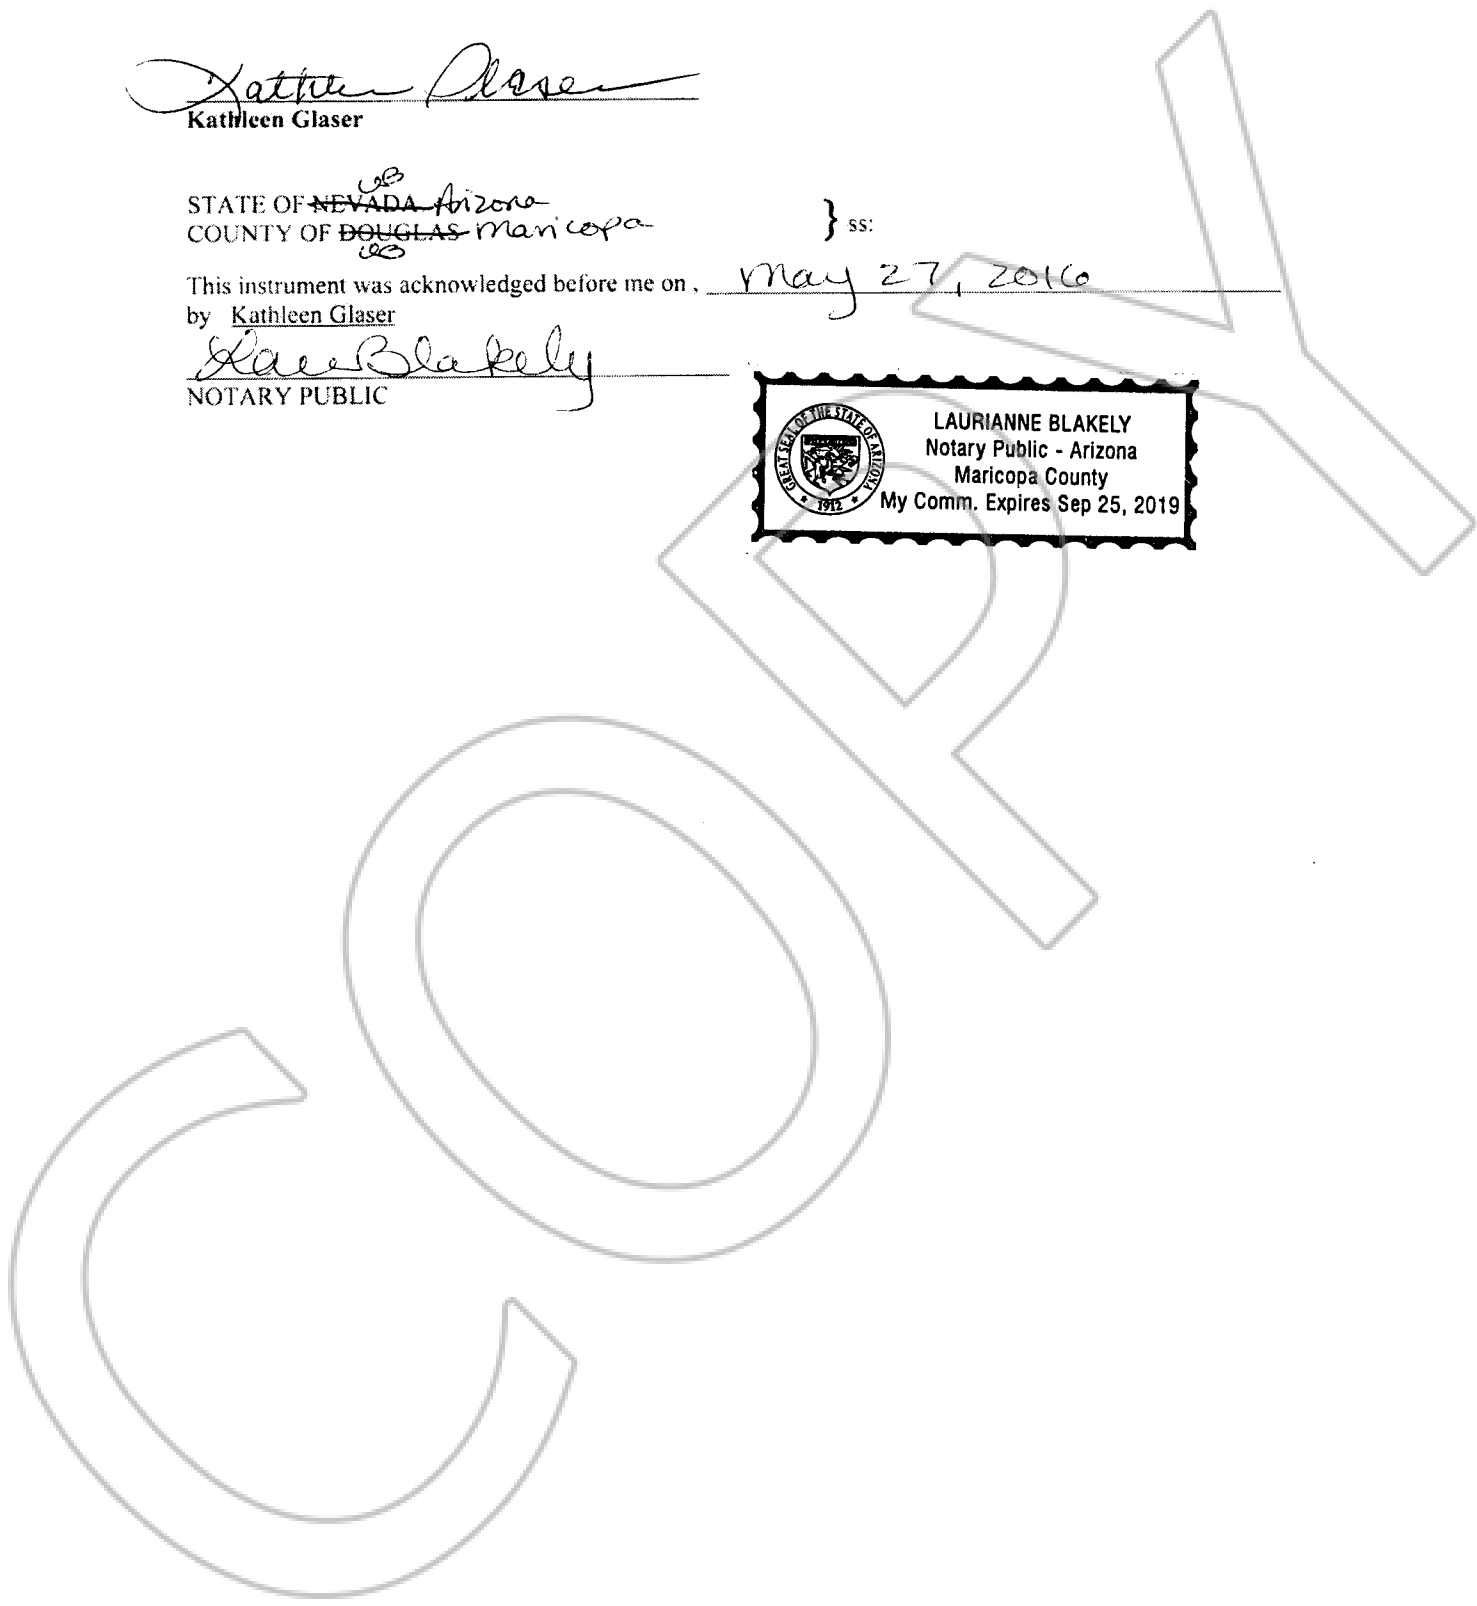 Kathleen Glaser
Kathleen Glaser
LB
STATE OF NEVADA Arizona
COUNTY OF DOUGLAS Maricopa } ss:
LB
This instrument was acknowledged before me on , May 27, 2016
by Kathleen Glaser
Blakely
NOTARY PUBLIC
GREAT SEAL OF THE STATE OF ARIZONA
1912
LAURIANNE BLAKELY
Notary Public - Arizona
Maricopa County
My Comm. Expires Sep 25, 2019
COPY